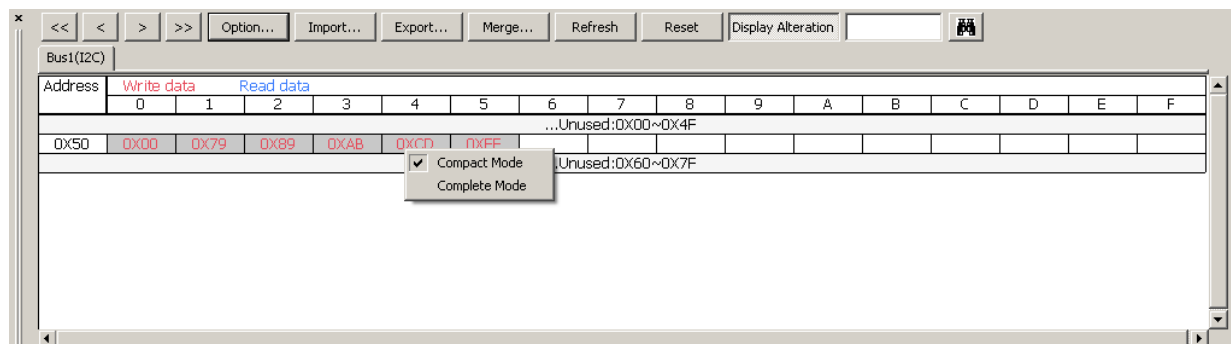 x << < > >> Option... Import... Export... Merge... Refresh Reset Display Alteration
Bus1(I2C)
Address Write data Read data
0 1 2 3 4 5 6 7 8 9 A B C D E F
...Unused:0X00~0X4F
0X50 0X00 0X79 0X89 0XAB 0XCD
.Unused:0X60~0X7F
Compact Mode
Complete Mode